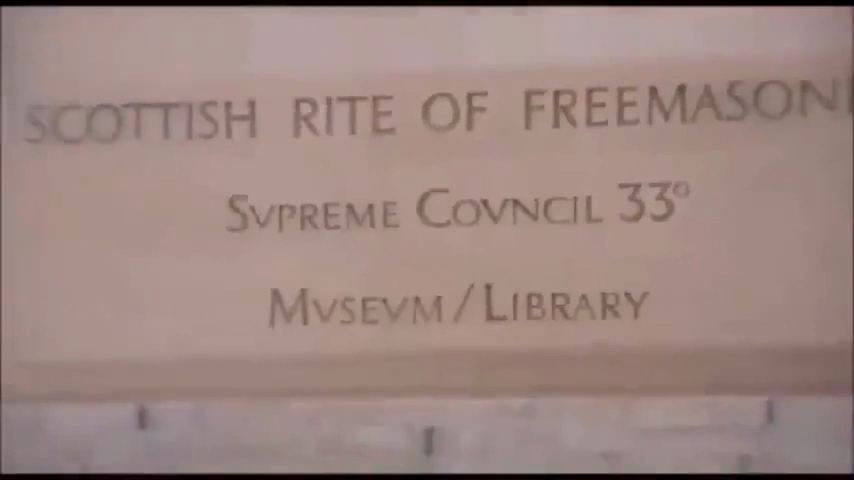 SCOTTISH RITE OF FREEMASON
SVPREME COVNCIL 33°
MVSEVM/LIBRARY